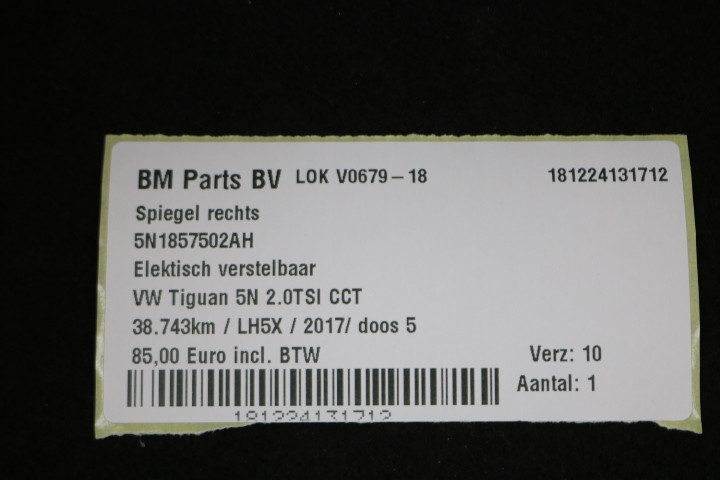 BM Parts BV LOK V0679-18 181224131712
Spiegel rechts
5N1857502AH
Elektisch verstelbaar
VW Tiguan 5N 2.0TSI CCT
38.743km / LH5X / 2017/ doos 5
85,00 Euro incl. BTW Verz: 10
Aantal: 1
181224131712